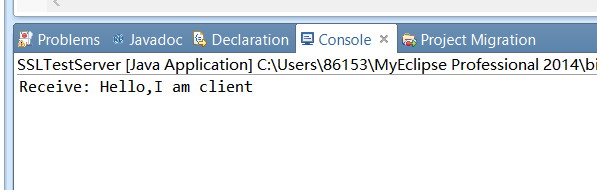 Problems Javadoc Declaration Console Project Migration
SSLTestServer [Java Application] C:\Users\86153\MyEclipse Professional 2014\bi
Receive: Hello,I am client